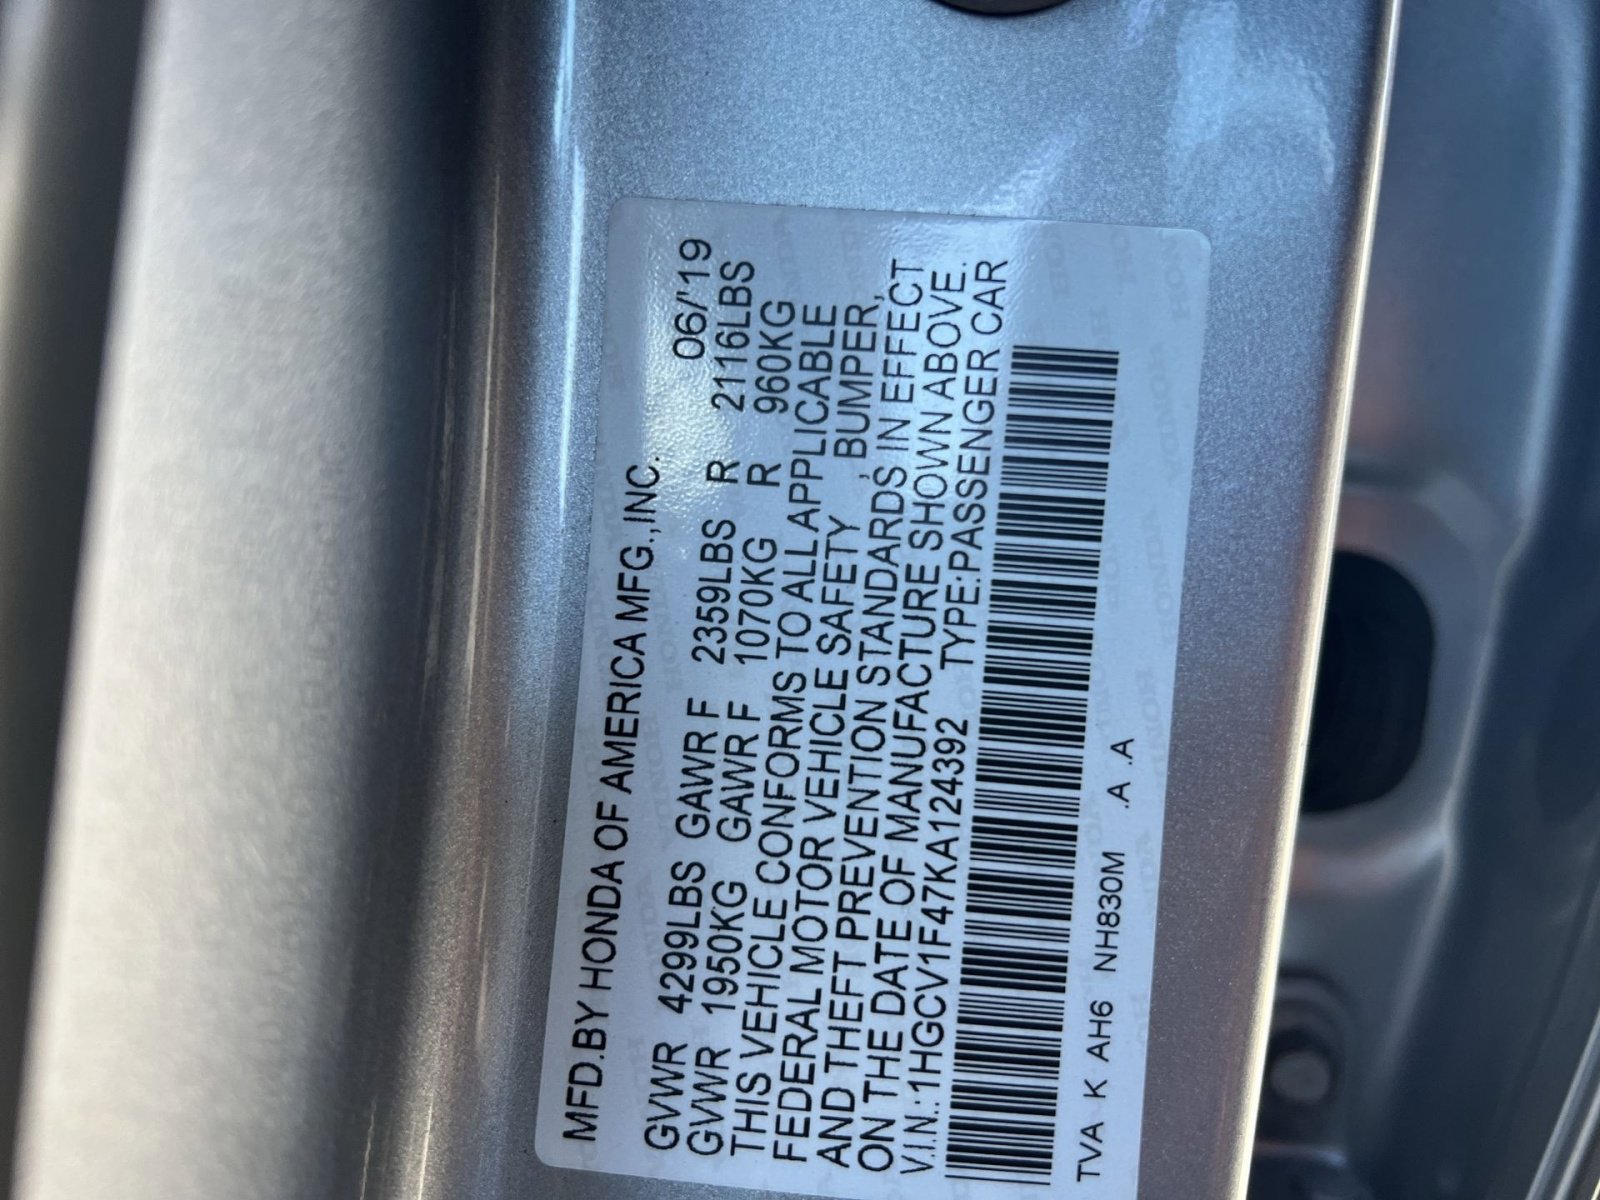 MFD.BY HONDA OF AMERICA MFG.,INC. 06/'19
GVWR 4299LBS GAWR F 2359LBS R 2116LBS
GVWR 1950KG GAWR F 1070KG R 960KG
THIS VEHICLE CONFORMS TO ALL APPLICABLE
FEDERAL MOTOR VEHICLE SAFETY , BUMPER,
AND THEFT PREVENTION STANDARDS IN EFFECT
ON THE DATE OF MANUFACTURE SHOWN ABOVE.
V.I.N.:1HGCV1F47KA124392 TYPE:PASSENGER CAR
TVA K AH6 NH830M .A .A